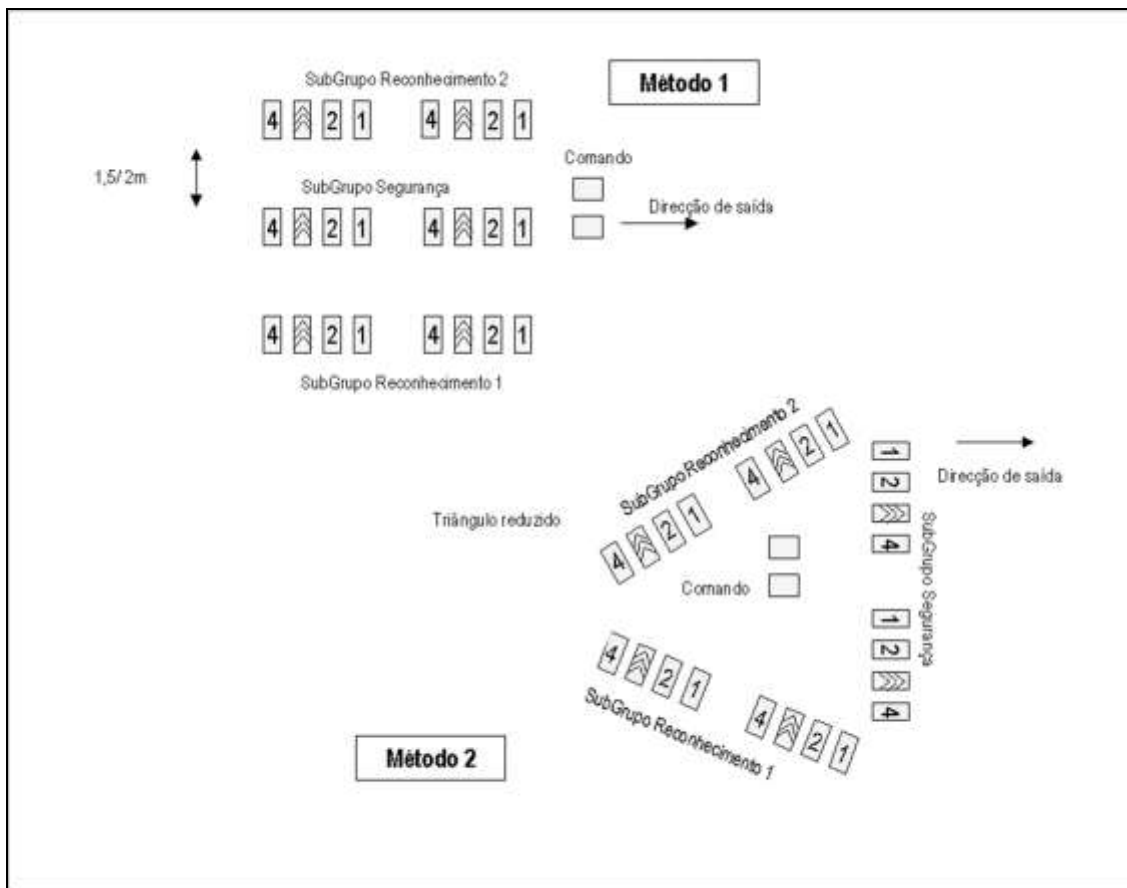 SubGrupo Reconhecimento 2
Método 1
4 2 1 4 2 1
Comando
1,5/ 2m
SubGrupo Segurança
Direcção de saída
4 2 1 4 2 1
4 2 1 4 2 1
SubGrupo Reconhecimento 1
SubGrupo Reconhecimento 2
4 2 1 4 2 1
Direcção de saída
1 2 4 1 2 4
SubGrupo Segurança
Triângulo reduzido
Comando
4 2 1 4 2 1
SubGrupo Reconhecimento 1
Método 2